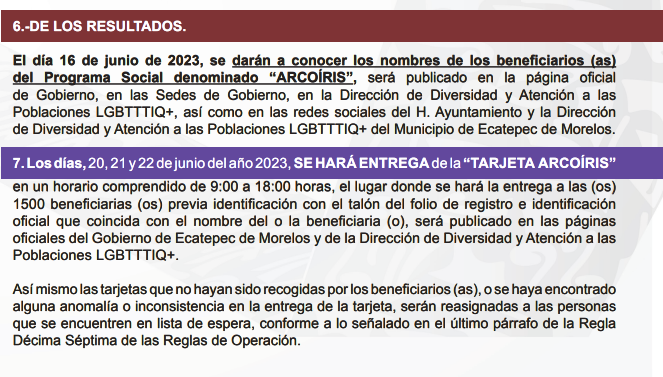 6.-DE LOS RESULTADOS.
El día 16 de junio de 2023, se darán a conocer los nombres de los beneficiarios (as)
del Programa Social denominado “ARCOÍRIS”, será publicado en la página oficial
de Gobierno, en las Sedes de Gobierno, en la Dirección de Diversidad y Atención a las
Poblaciones LGBTTTIQ+, así como en las redes sociales del H. Ayuntamiento y la Dirección
de Diversidad y Atención a las Poblaciones LGBTTTIQ+ del Municipio de Ecatepec de Morelos.
7. Los días, 20, 21 y 22 de junio del año 2023, SE HARÁ ENTREGA de la “TARJETA ARCOÍRIS”
en un horario comprendido de 9:00 a 18:00 horas, el lugar donde se hará la entrega a las (os)
1500 beneficiarias (os) previa identificación con el talón del folio de registro e identificación
oficial que coincida con el nombre del o la beneficiaria (o), será publicado en las páginas
oficiales del Gobierno de Ecatepec de Morelos y de la Dirección de Diversidad y Atención a las
Poblaciones LGBTTTIQ+.
Así mismo las tarjetas que no hayan sido recogidas por los beneficiarios (as), o se haya encontrado
alguna anomalía o inconsistencia en la entrega de la tarjeta, serán reasignadas a las personas
que se encuentren en lista de espera, conforme a lo señalado en el último párrafo de la Regla
Décima Séptima de las Reglas de Operación.